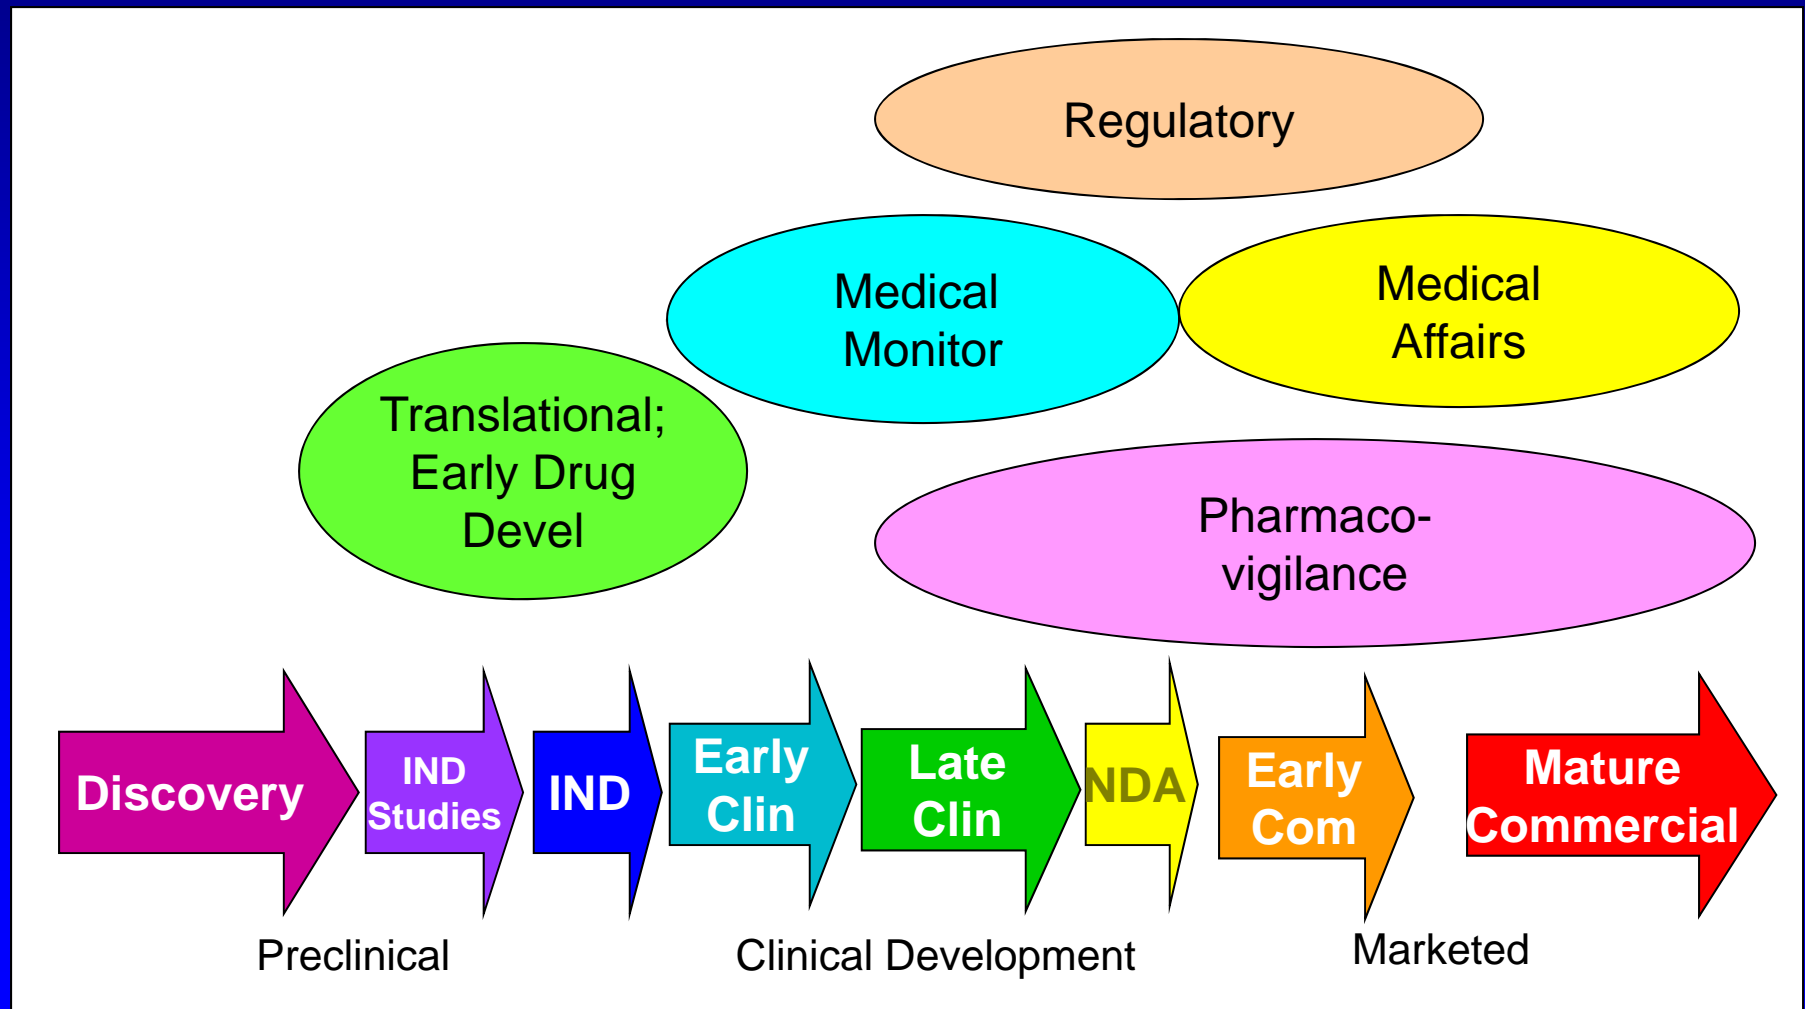 Regulatory
Medical
Monitor
Medical
Affairs
Translational;
Early Drug
Devel
Pharmaco-
vigilance
Discovery
IND
Studies
IND
Early
Clin
Late
Clin
NDA
Early
Com
Mature
Commercial
Preclinical
Clinical Development
Marketed